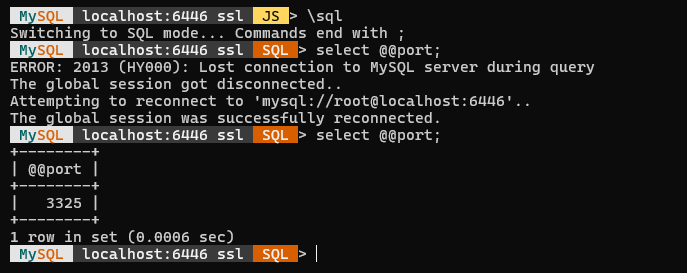 MySQL localhost:6446 ssl JS > \sql
Switching to SQL mode... Commands end with ;
MySQL localhost:6446 ssl SQL > select @@port;
ERROR: 2013 (HY000): Lost connection to MySQL server during query
The global session got disconnected..
Attempting to reconnect to 'mysql://root@localhost:6446'..
The global session was successfully reconnected.
MySQL localhost:6446 ssl SQL > select @@port;
+--------+
| @@port |
+--------+
|   3325 |
+--------+
1 row in set (0.0006 sec)
MySQL localhost:6446 ssl SQL >